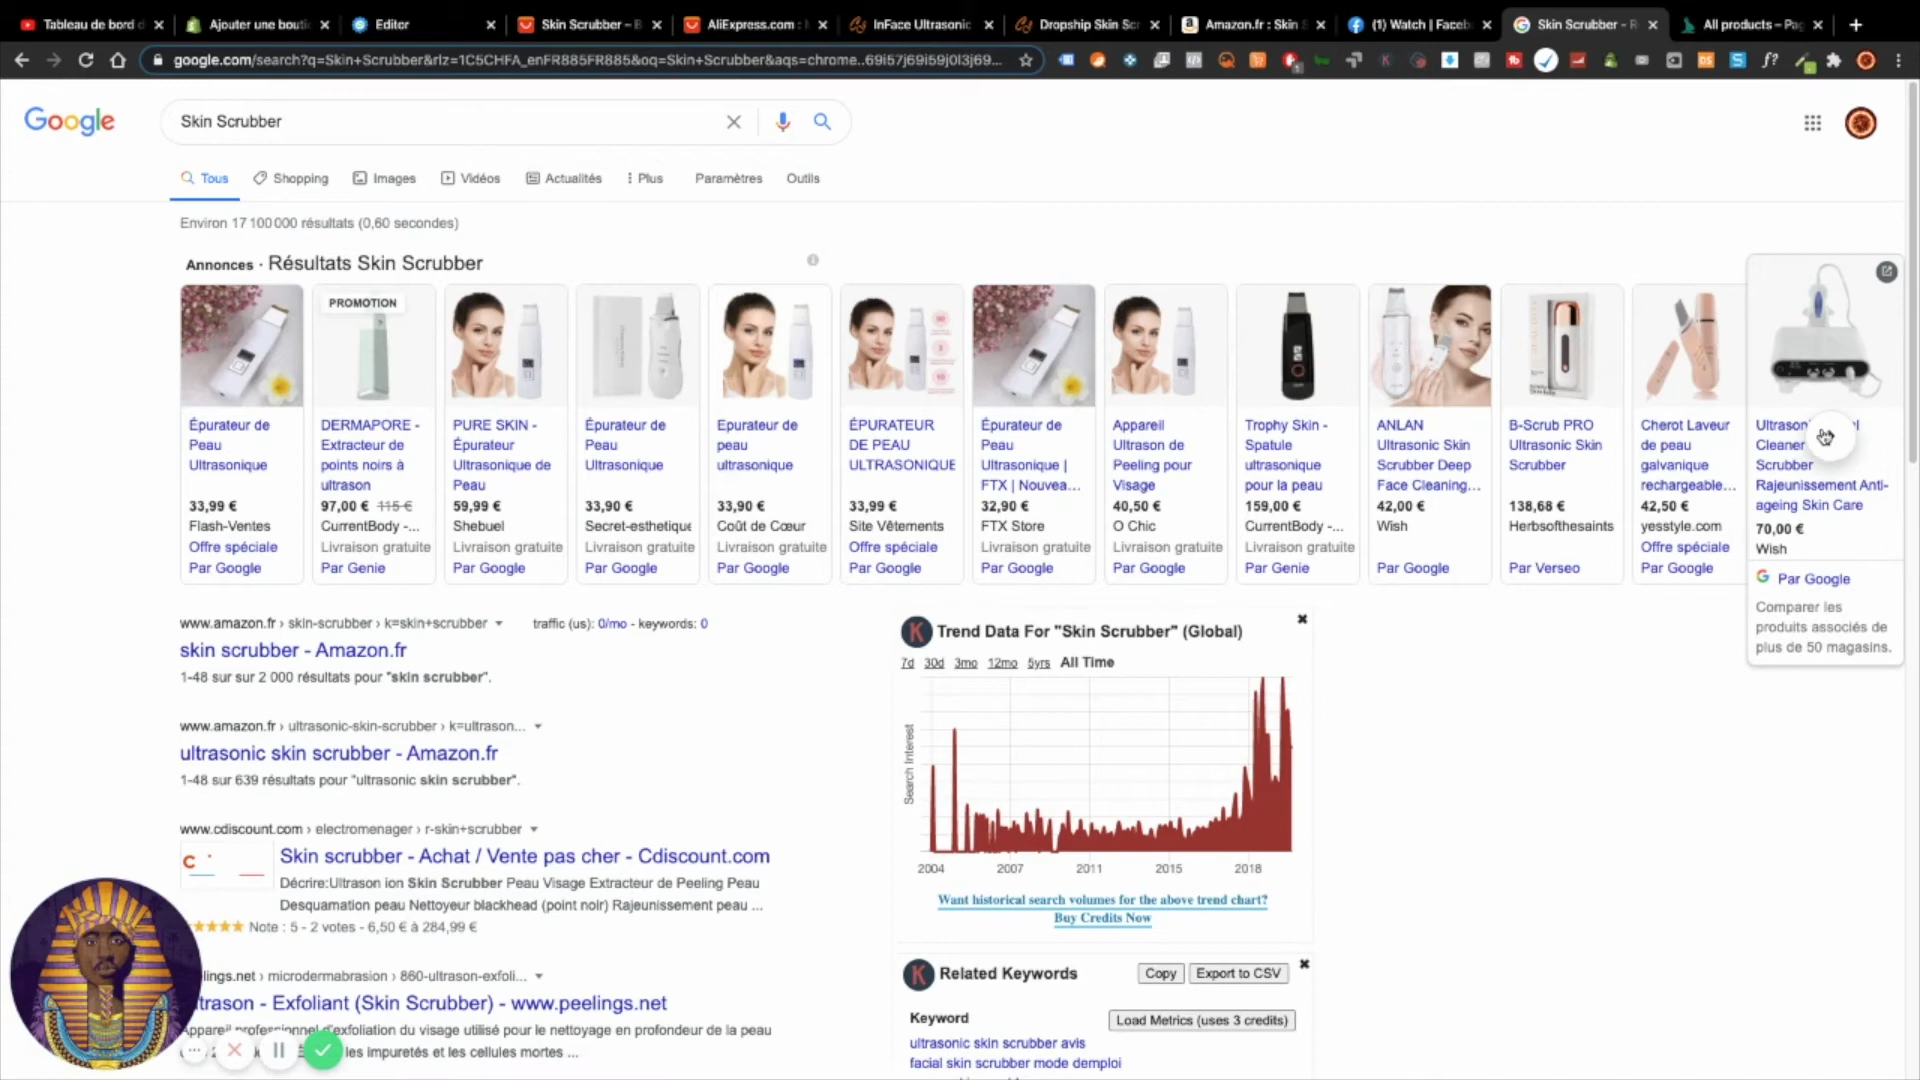 Tableau de bord
Ajouter une bouti
Editor
Skin Scrubber – B
AliExpress.com :
InFace Ultrasonic
Dropship Skin Scr
Amazon.fr : Skin S
(1) Watch | Faceb
Skin Scrubber - R
All products – Pag
google.com/search?q=Skin+Scrubber&rlz=1C5CHFA_enFR885FR885&oq=Skin+Scrubber&aqs=chrome..69i57j69i59j0l3j69...
Google
Skin Scrubber
Tous
Shopping
Images
Vidéos
Actualités
Plus
Paramètres
Outils
Environ 17 100 000 résultats (0,60 secondes)
Annonces · Résultats Skin Scrubber
Épurateur de
Peau
Ultrasonique
33,99 €
Flash-Ventes
Offre spéciale
Par Google
PROMOTION
DERMAPORE -
Extracteur de
points noirs à
ultrason
97,00 € 115 €
CurrentBody -...
Livraison gratuite
Par Genie
PURE SKIN -
Épurateur
Ultrasonique de
Peau
59,99 €
Shebuel
Livraison gratuite
Par Google
Épurateur de
Peau
Ultrasonique
33,90 €
Secret-esthetique
Livraison gratuite
Par Google
Epurateur de
peau
ultrasonique
33,90 €
Coût de Cœur
Livraison gratuite
Par Google
ÉPURATEUR
DE PEAU
ULTRASONIQUE
33,99 €
Site Vêtements
Offre spéciale
Par Google
Épurateur de
Peau
Ultrasonique |
FTX | Nouvea...
32,90 €
FTX Store
Livraison gratuite
Par Google
Appareil
Ultrason de
Peeling pour
Visage
40,50 €
O Chic
Livraison gratuite
Par Google
Trophy Skin -
Spatule
ultrasonique
pour la peau
159,00 €
CurrentBody -...
Livraison gratuite
Par Genie
ANLAN
Ultrasonic Skin
Scrubber Deep
Face Cleaning...
42,00 €
Wish
Par Google
B-Scrub PRO
Ultrasonic Skin
Scrubber
138,68 €
Herbsofthesaints
Par Verseo
Cherot Laveur
de peau
galvanique
rechargeable...
42,50 €
yesstyle.com
Offre spéciale
Par Google
Cleaner
Scrubber
Rajeunissement Anti-
ageing Skin Care
70,00 €
Wish
Par Google
Comparer les
produits associés de
plus de 50 magasins.
www.amazon.fr › skin-scrubber › k=skin+scrubber
traffic (us): 0/mo - keywords: 0
skin scrubber - Amazon.fr
1-48 sur sur 2 000 résultats pour "skin scrubber".
www.amazon.fr › ultrasonic-skin-scrubber › k=ultrason...
ultrasonic skin scrubber - Amazon.fr
1-48 sur 639 résultats pour "ultrasonic skin scrubber".
www.cdiscount.com › electromenager › r-skin+scrubber
Skin scrubber - Achat / Vente pas cher - Cdiscount.com
Décrire:Ultrason ion Skin Scrubber Peau Visage Extracteur de Peeling Peau
Desquamation peau Nettoyeur blackhead (point noir) Rajeunissement peau ...
Note : 5 - 2 votes - 6,50 € à 284,99 €
lings.net › microdermabrasion › 860-ultrason-exfoli...
trason - Exfoliant (Skin Scrubber) - www.peelings.net
Appareil professionnel d'exfoliation du visage utilisé pour le nettoyage en profondeur de la peau
les impuretés et les cellules mortes ...
K Trend Data For "Skin Scrubber" (Global)
7d 30d 3mo 12mo 5yrs All Time
Search Interest
2004 2007 2011 2015 2018
Want historical search volumes for the above trend chart?
Buy Credits Now
K Related Keywords
Copy
Export to CSV
Keyword
Load Metrics (uses 3 credits)
ultrasonic skin scrubber avis
facial skin scrubber mode demploi